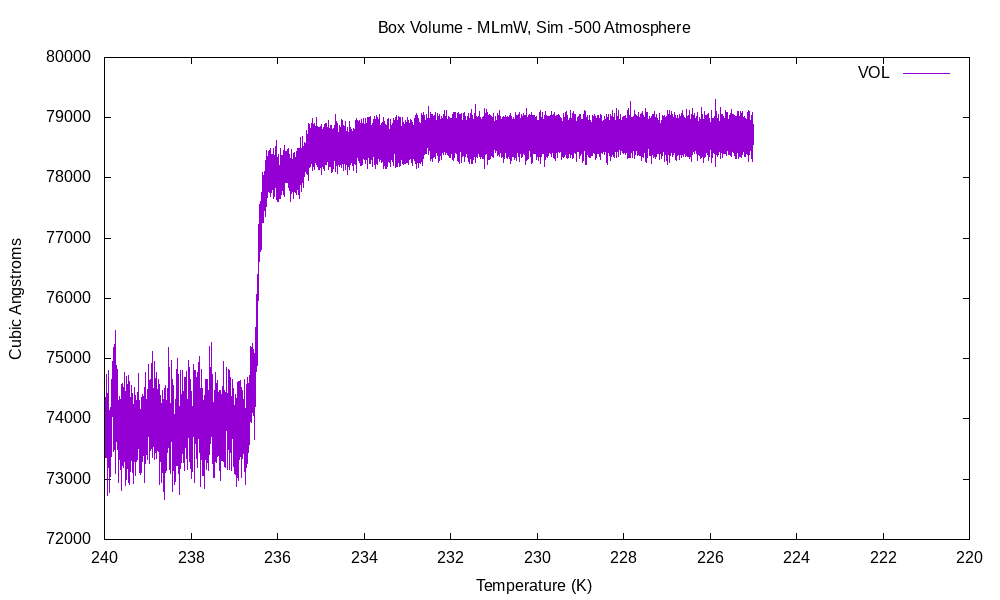 Box Volume - MLmW, Sim -500 Atmosphere
80000
VOL
79000
78000
77000
76000
75000
74000
73000
72000
Cubic Angstroms
240 238 236 234 232 230 228 226 224 222 220
Temperature (K)